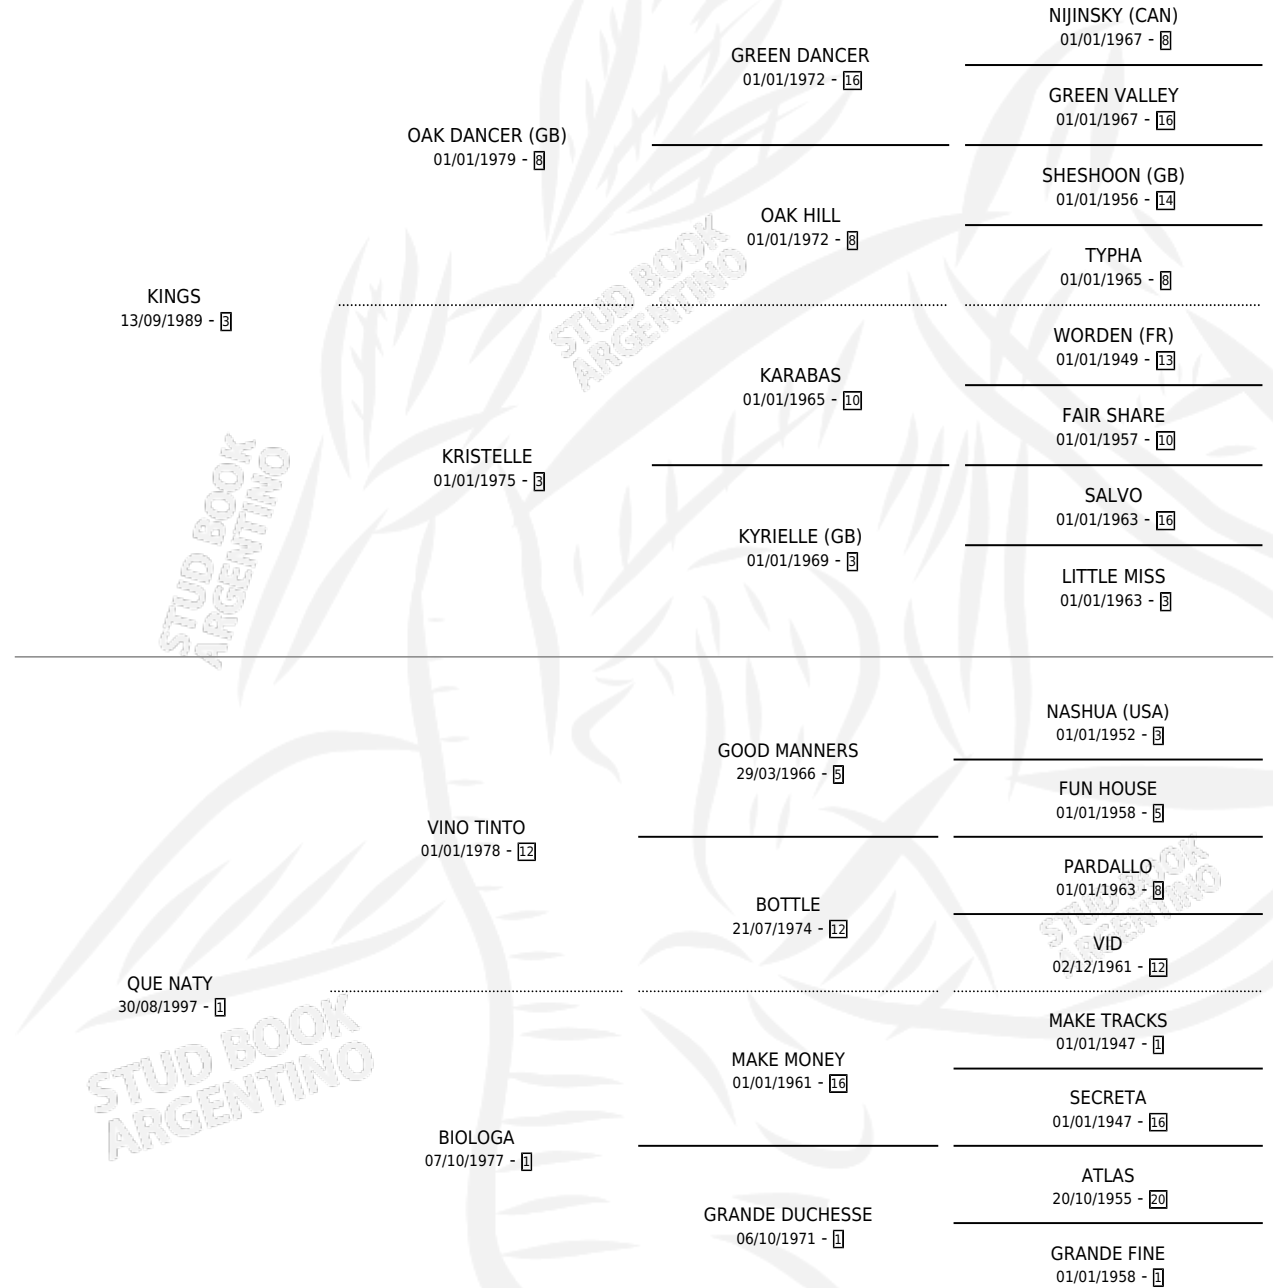 NIJINSKY (CAN)
01/01/1967 - 8
GREEN DANCER
01/01/1972 - 16
GREEN VALLEY
01/01/1967 - 16
OAK DANCER (GB)
01/01/1979 - 8
SHESHOON (GB)
01/01/1956 - 14
OAK HILL
01/01/1972 - 8
TYPHA
01/01/1965 - 8
KINGS
13/09/1989 - 3
STUD BOOK
ARGENTINO
WORDEN (FR)
01/01/1949 - 13
KARABAS
01/01/1965 - 10
FAIR SHARE
01/01/1957 - 10
KRISTELLE
01/01/1975 - 3
STUD BOOK
ARGENTINO
SALVO
01/01/1963 - 16
KYRIELLE (GB)
01/01/1969 - 3
LITTLE MISS
01/01/1963 - 3
NASHUA (USA)
01/01/1952 - 3
GOOD MANNERS
29/03/1966 - 5
FUN HOUSE
01/01/1958 - 5
VINO TINTO
01/01/1978 - 12
PARDALLO
01/01/1963 - 8
STUD BOOK
ARGENTINO
BOTTLE
21/07/1974 - 12
VID
02/12/1961 - 12
QUE NATY
30/08/1997 - 1
STUD BOOK
ARGENTINO
MAKE TRACKS
01/01/1947 - 1
MAKE MONEY
01/01/1961 - 16
SECRETA
01/01/1947 - 16
BIOLOGA
07/10/1977 - 1
ATLAS
20/10/1955 - 20
GRANDE DUCHESSE
06/10/1971 - 1
GRANDE FINE
01/01/1958 - 1